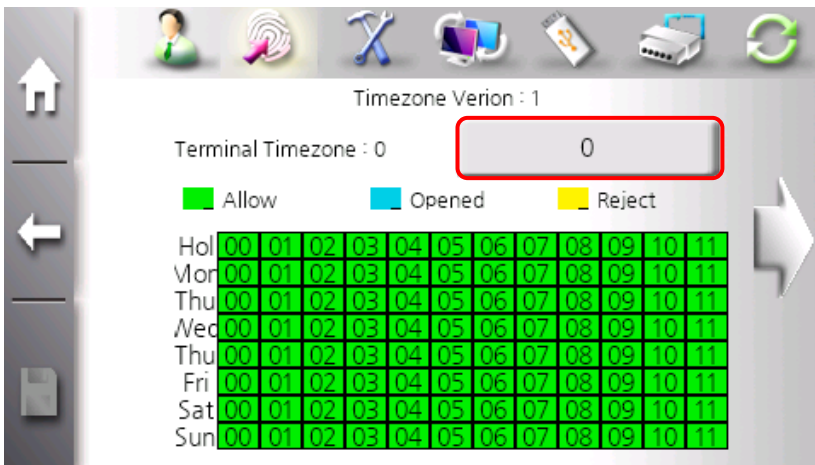 Timezone Verion : 1
Terminal Timezone : 0 0
Allow Opened Reject
Hol 00 01 02 03 04 05 06 07 08 09 10 11
Mon 00 01 02 03 04 05 06 07 08 09 10 11
Thu 00 01 02 03 04 05 06 07 08 09 10 11
Wed 00 01 02 03 04 05 06 07 08 09 10 11
Thu 00 01 02 03 04 05 06 07 08 09 10 11
Fri 00 01 02 03 04 05 06 07 08 09 10 11
Sat 00 01 02 03 04 05 06 07 08 09 10 11
Sun 00 01 02 03 04 05 06 07 08 09 10 11